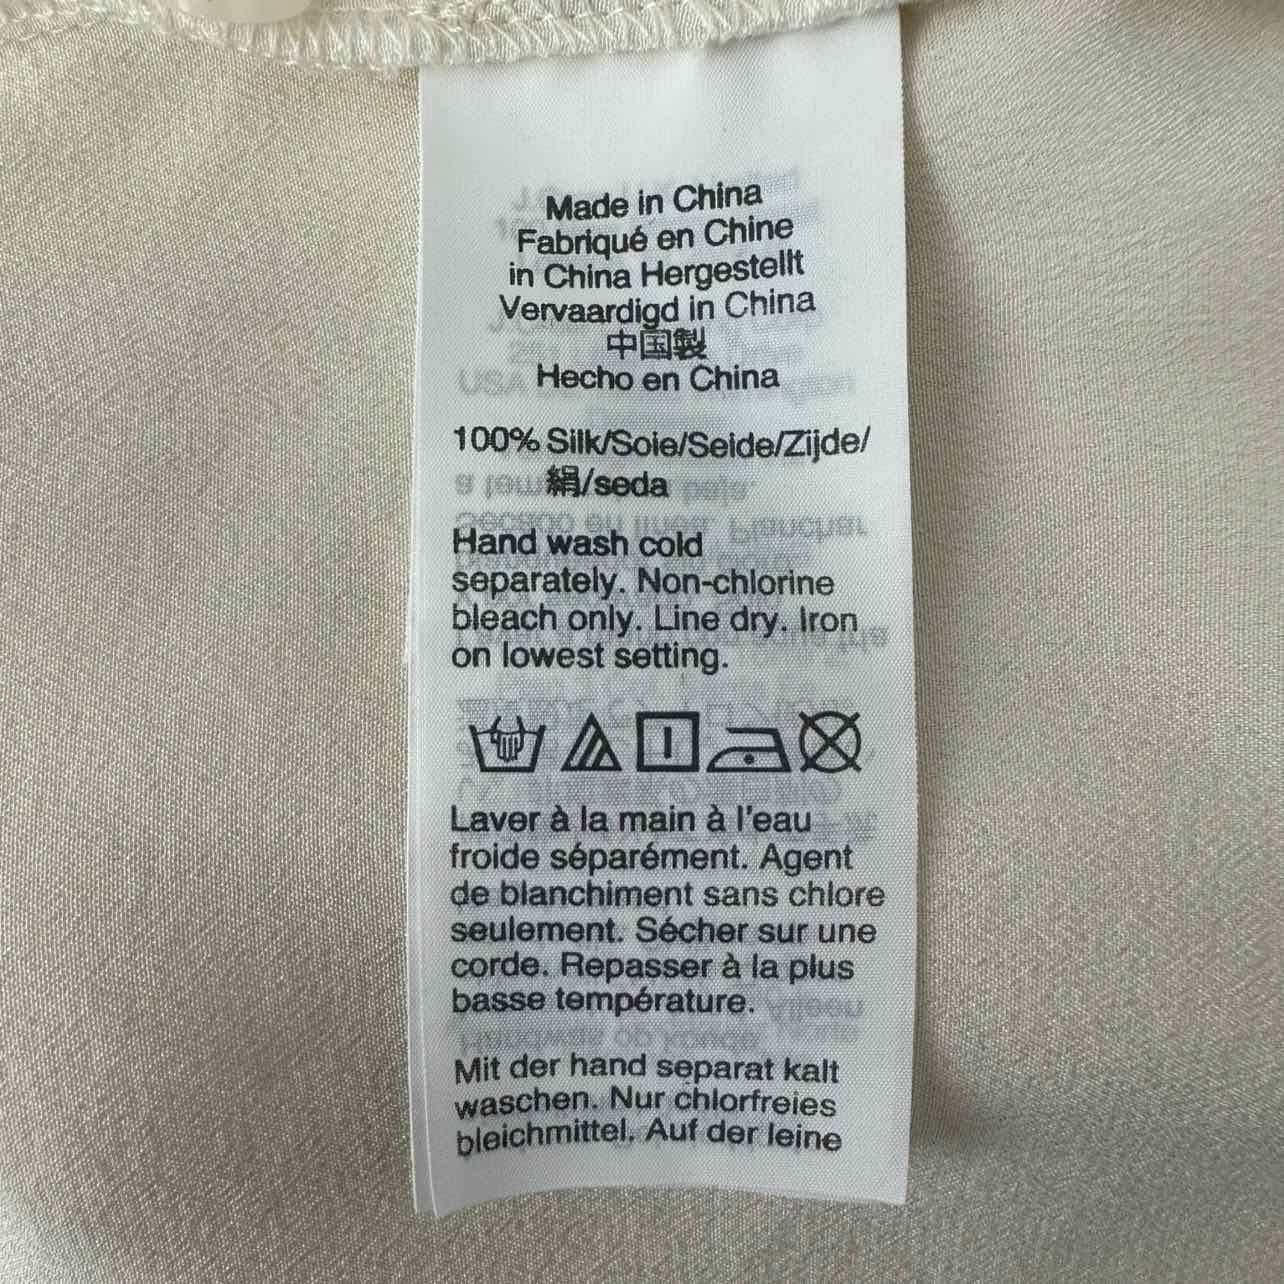 Made in China
Fabriqué en Chine
in China Hergestellt
Vervaardigd in China
中国製
Hecho en China
100% Silk/Soie/Seide/Zijde/
絹/seda
Hand wash cold
separately. Non-chlorine
bleach only. Line dry. Iron
on lowest setting.
Laver à la main à l'eau
froide séparément. Agent
de blanchiment sans chlore
seulement. Sécher sur une
corde. Repasser à la plus
basse température.
Mit der hand separat kalt
waschen. Nur chlorfreies
bleichmittel. Auf der leine